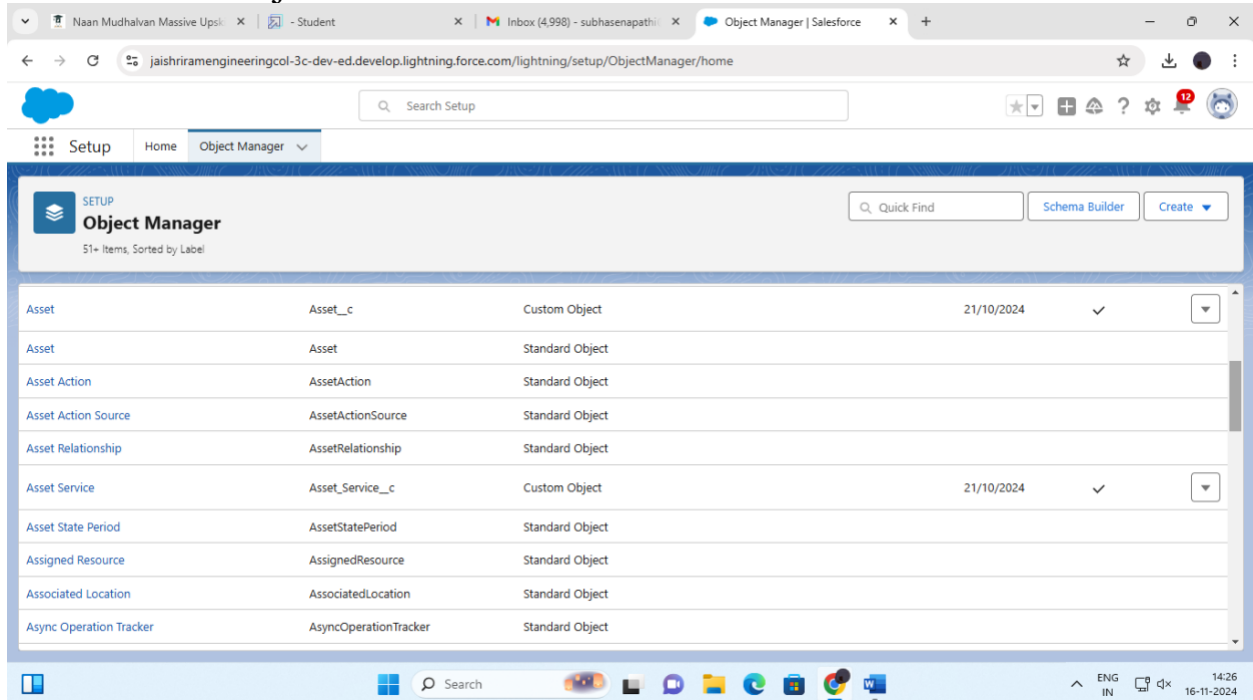 Naan Mudhalvan Massive Upsk
- Student
Inbox (4,998) - subhasenapathi
Object Manager | Salesforce
jaishriramengineeringcol-3c-dev-ed.develop.lightning.force.com/lightning/setup/ObjectManager/home
Search Setup
12
Setup Home Object Manager
SETUP
Object Manager
51+ Items, Sorted by Label
Quick Find
Schema Builder
Create
Asset Asset__c Custom Object 21/10/2024
Asset Asset Standard Object
Asset Action AssetAction Standard Object
Asset Action Source AssetActionSource Standard Object
Asset Relationship AssetRelationship Standard Object
Asset Service Asset_Service__c Custom Object 21/10/2024
Asset State Period AssetStatePeriod Standard Object
Assigned Resource AssignedResource Standard Object
Associated Location AssociatedLocation Standard Object
Async Operation Tracker AsyncOperationTracker Standard Object
Search
ENG
IN
14:26
16-11-2024